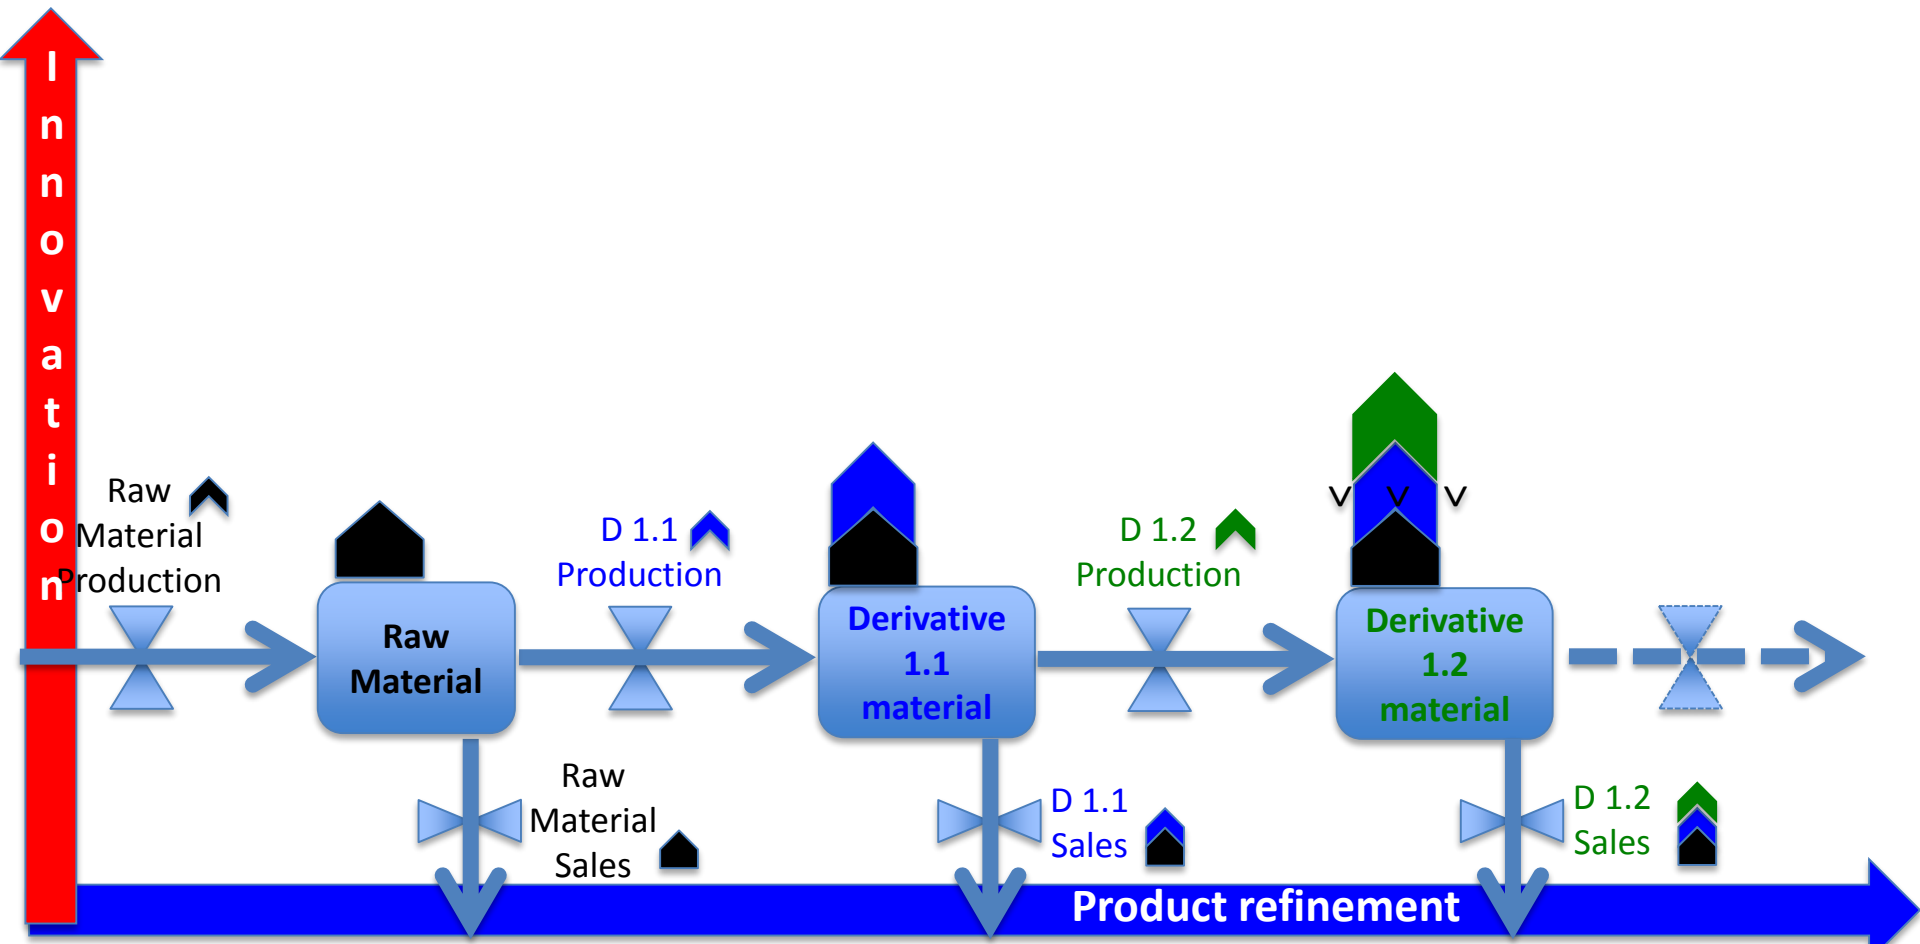 Innovation
Raw
Material
Production
Raw
Material
D 1.1
Production
Derivative
1.1
material
D 1.2
Production
Derivative
1.2
material
V V V
Raw
Material
Sales
D 1.1
Sales
D 1.2
Sales
Product refinement